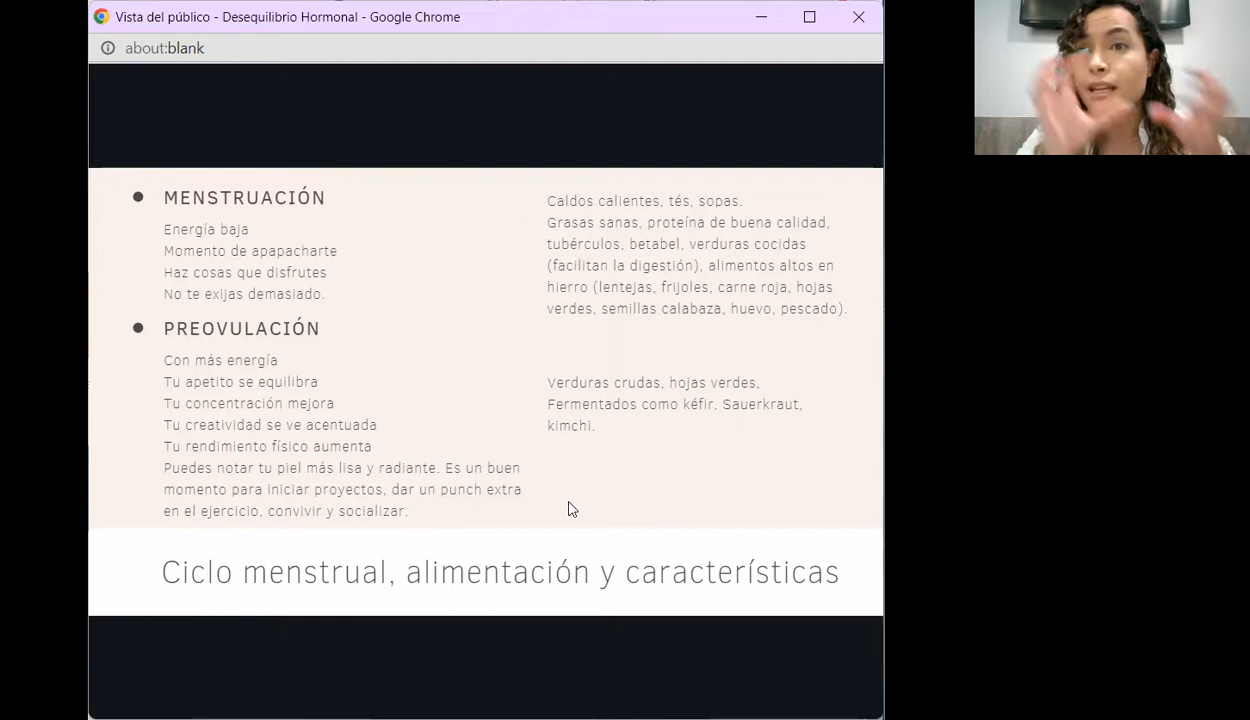 Vista del público - Desequilibrio Hormonal - Google Chrome
about:blank
MENSTRUACIÓN
Energía baja
Momento de apapacharte
Haz cosas que disfrutes
No te exijas demasiado.
Caldos calientes, tés, sopas.
Grasas sanas, proteína de buena calidad,
tubérculos, betabel, verduras cocidas
(facilitan la digestión), alimentos altos en
hierro (lentejas, frijoles, carne roja, hojas
verdes, semillas calabaza, huevo, pescado).
PREOVULACIÓN
Con más energía
Tu apetito se equilibra
Tu concentración mejora
Tu creatividad se ve acentuada
Tu rendimiento físico aumenta
Puedes notar tu piel más lisa y radiante. Es un buen
momento para iniciar proyectos, dar un punch extra
en el ejercicio, convivir y socializar.
Verduras crudas, hojas verdes,
Fermentados como kéfir, Sauerkraut,
kimchi.
Ciclo menstrual, alimentación y características